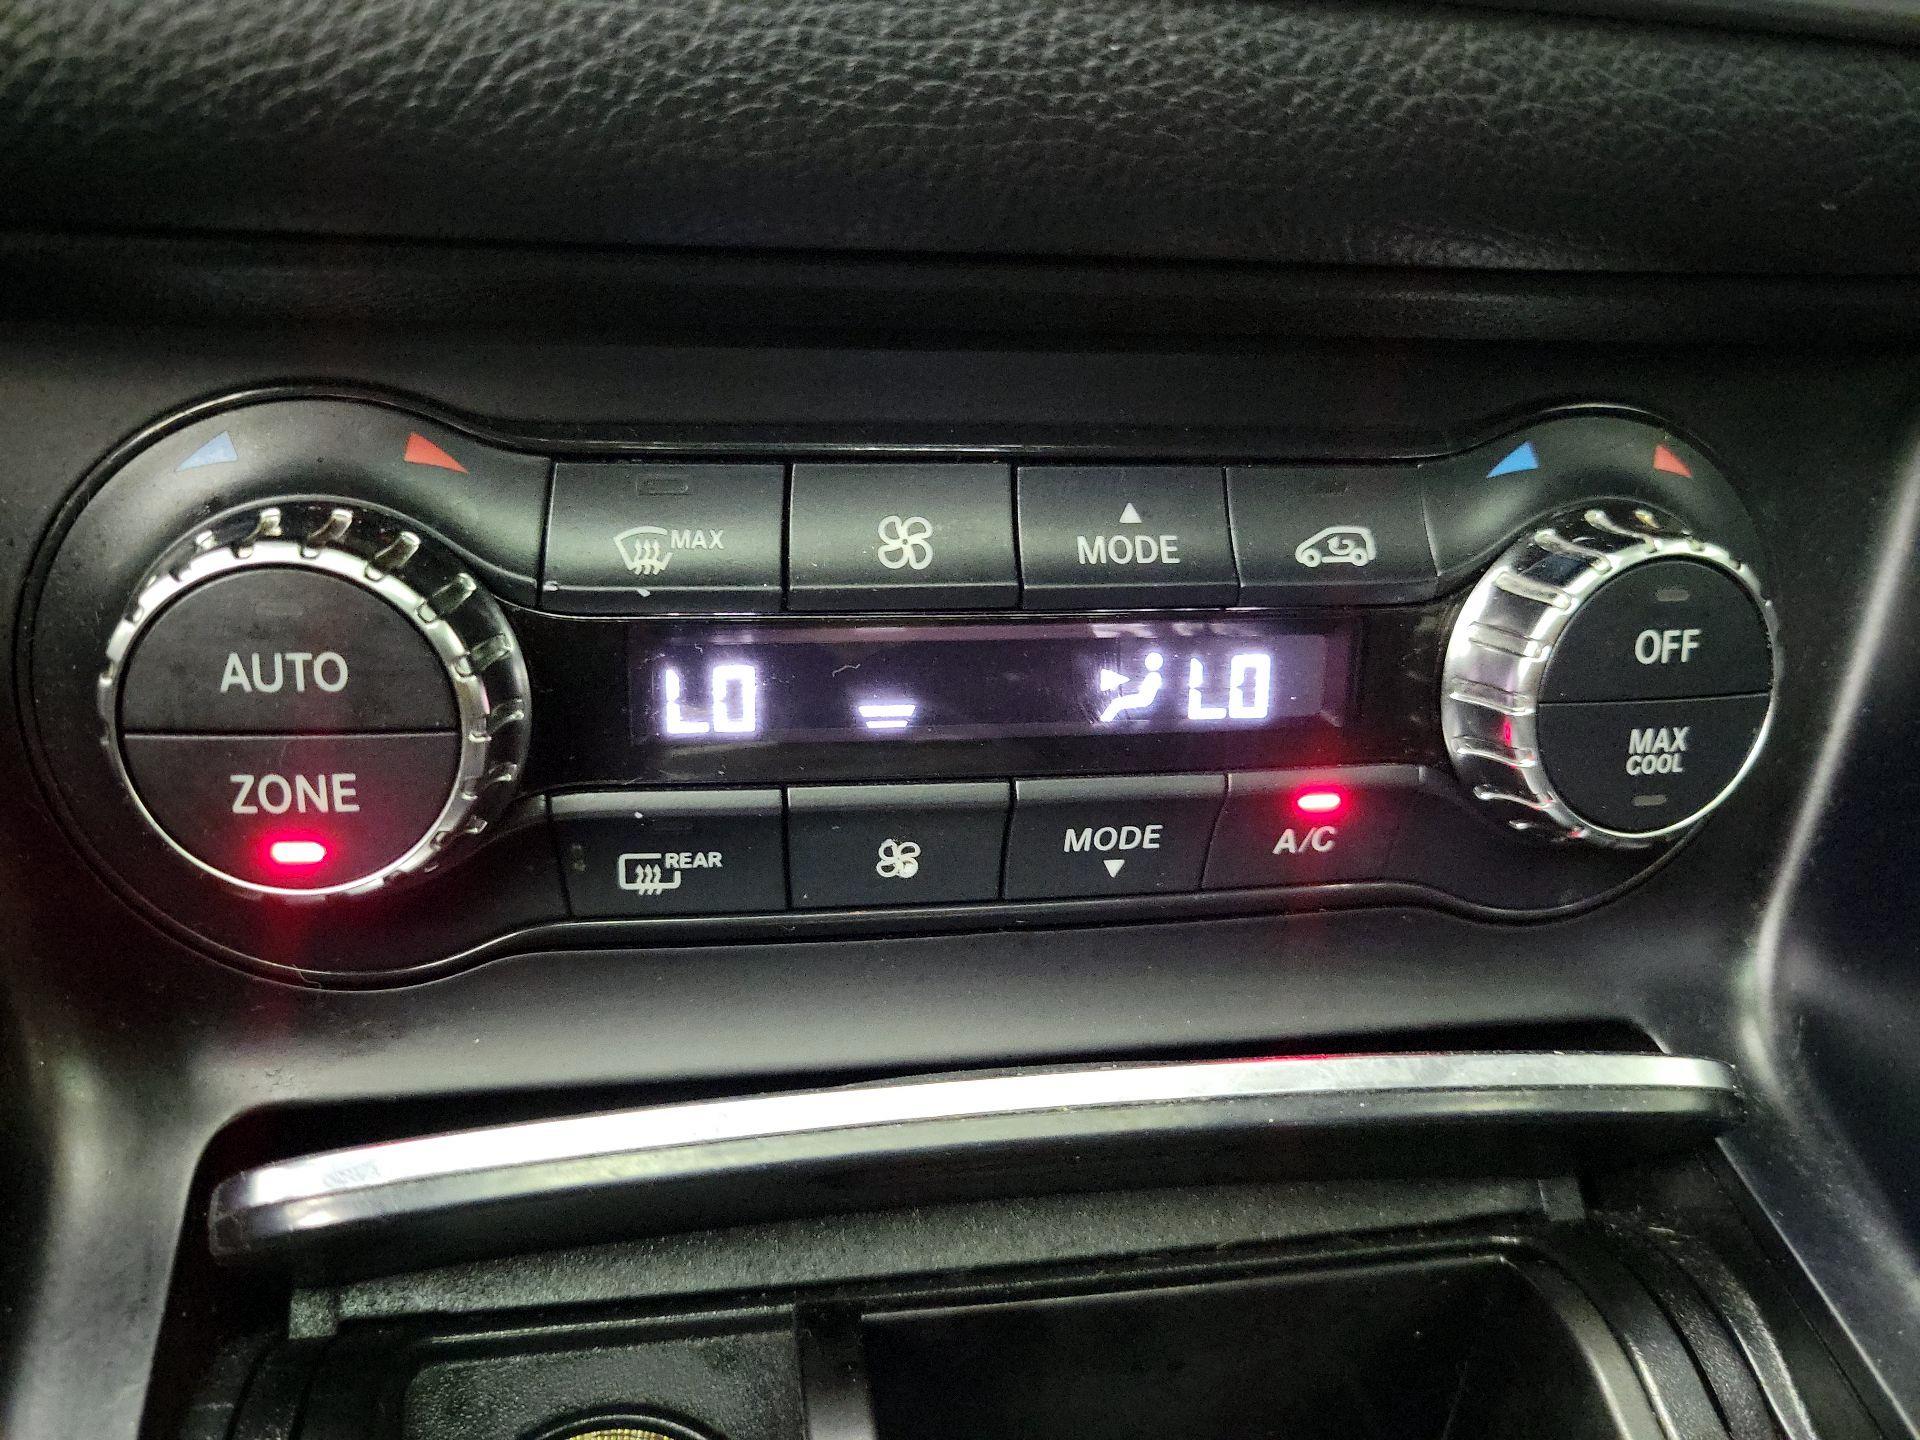 MAX
MODE
AUTO
ZONE
LO
LO
OFF
MAX
COOL
REAR
MODE
A/C